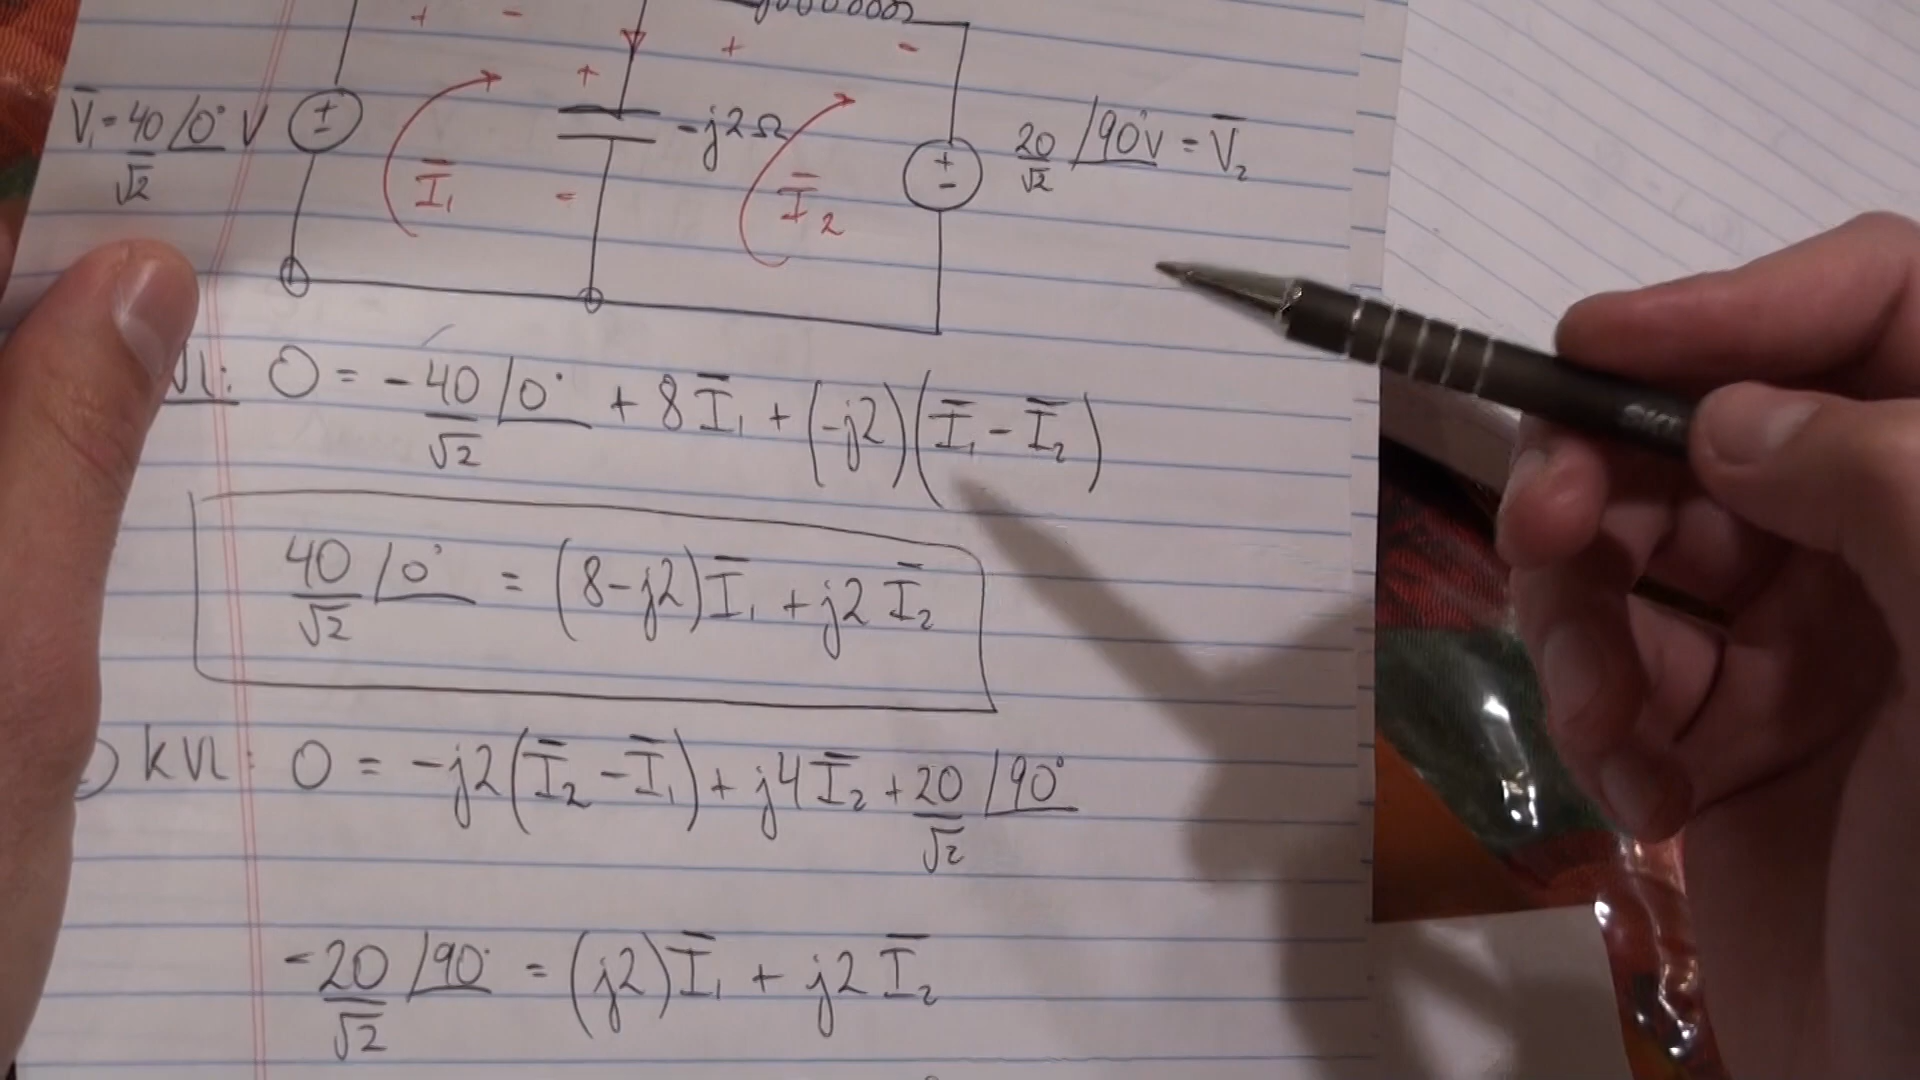 + - + -
+
V̄₁ = 40/√2 ∠0° V
+ -
-j2Ω
+ -
20/√2 ∠90° V = V̄₂
Ī₁ - Ī₂
VL: 0 = -40/√2 ∠0° + 8Ī₁ + (-j2)(Ī₁ - Ī₂)
40/√2 ∠0° = (8-j2)Ī₁ + j2Ī₂
) KVL: 0 = -j2(Ī₂ - Ī₁) + j4Ī₂ + 20/√2 ∠90°
-20/√2 ∠90° = (j2)Ī₁ + j2Ī₂